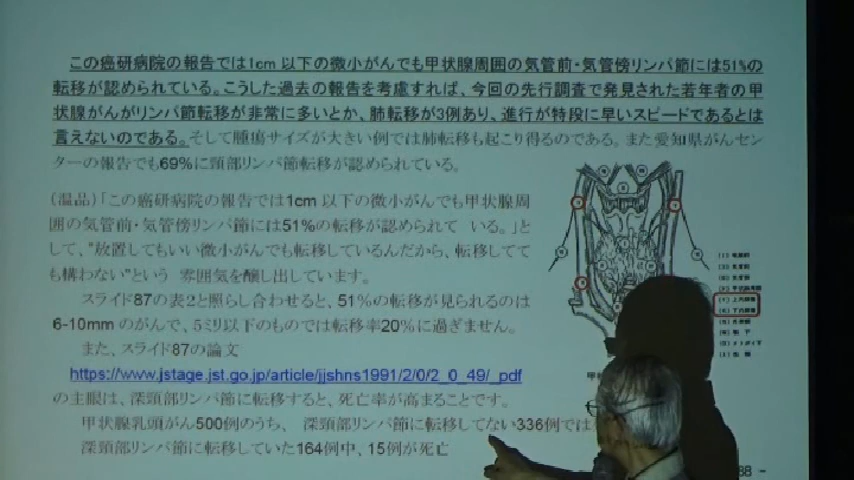 この癌研病院の報告では1cm 以下の微小がんでも甲状腺周囲の気管前・気管傍リンパ節には51%の
転移が認められている。こうした過去の報告を考慮すれば、今回の先行調査で発見された若年者の甲
状腺がんがリンパ節転移が非常に多いとか、肺転移が3例あり、進行が特段に早いスピードであるとは
言えないのである。そして腫瘍サイズが大きい例では肺転移も起こり得るのである。また愛知県がんセン
ターの報告でも69%に頸部リンパ節転移が認められている。
(温品)「この癌研病院の報告では1cm 以下の微小がんでも甲状腺周
囲の気管前・気管傍リンパ節には51%の転移が認められて いる。」と
して、"放置してもいい微小がんでも転移しているんだから、転移してて
も構わない"という 雰囲気を醸し出しています。
スライド87の表2と照らし合わせると、51%の転移が見られるのは
6-10mmのがんで、5ミリ以下のものでは転移率20%に過ぎません。
また、スライド87の論文
https://www.jstage.jst.go.jp/article/jjshns1991/2/0/2_0_49/_pdf
の主眼は、深頸部リンパ節に転移すると、死亡率が高まることです。
甲状腺乳頭がん500例のうち、 深頸部リンパ節に転移してない336例では
深頸部リンパ節に転移していた164例中、15例が死亡
88 -